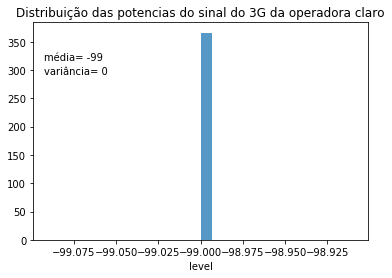 Distribuição das potencias do sinal do 3G da operadora claro
350
300
250
200
150
100
50
0
média= -99
variância= 0
−99.075−99.050−99.025−99.000−98.975−98.950−98.925
level